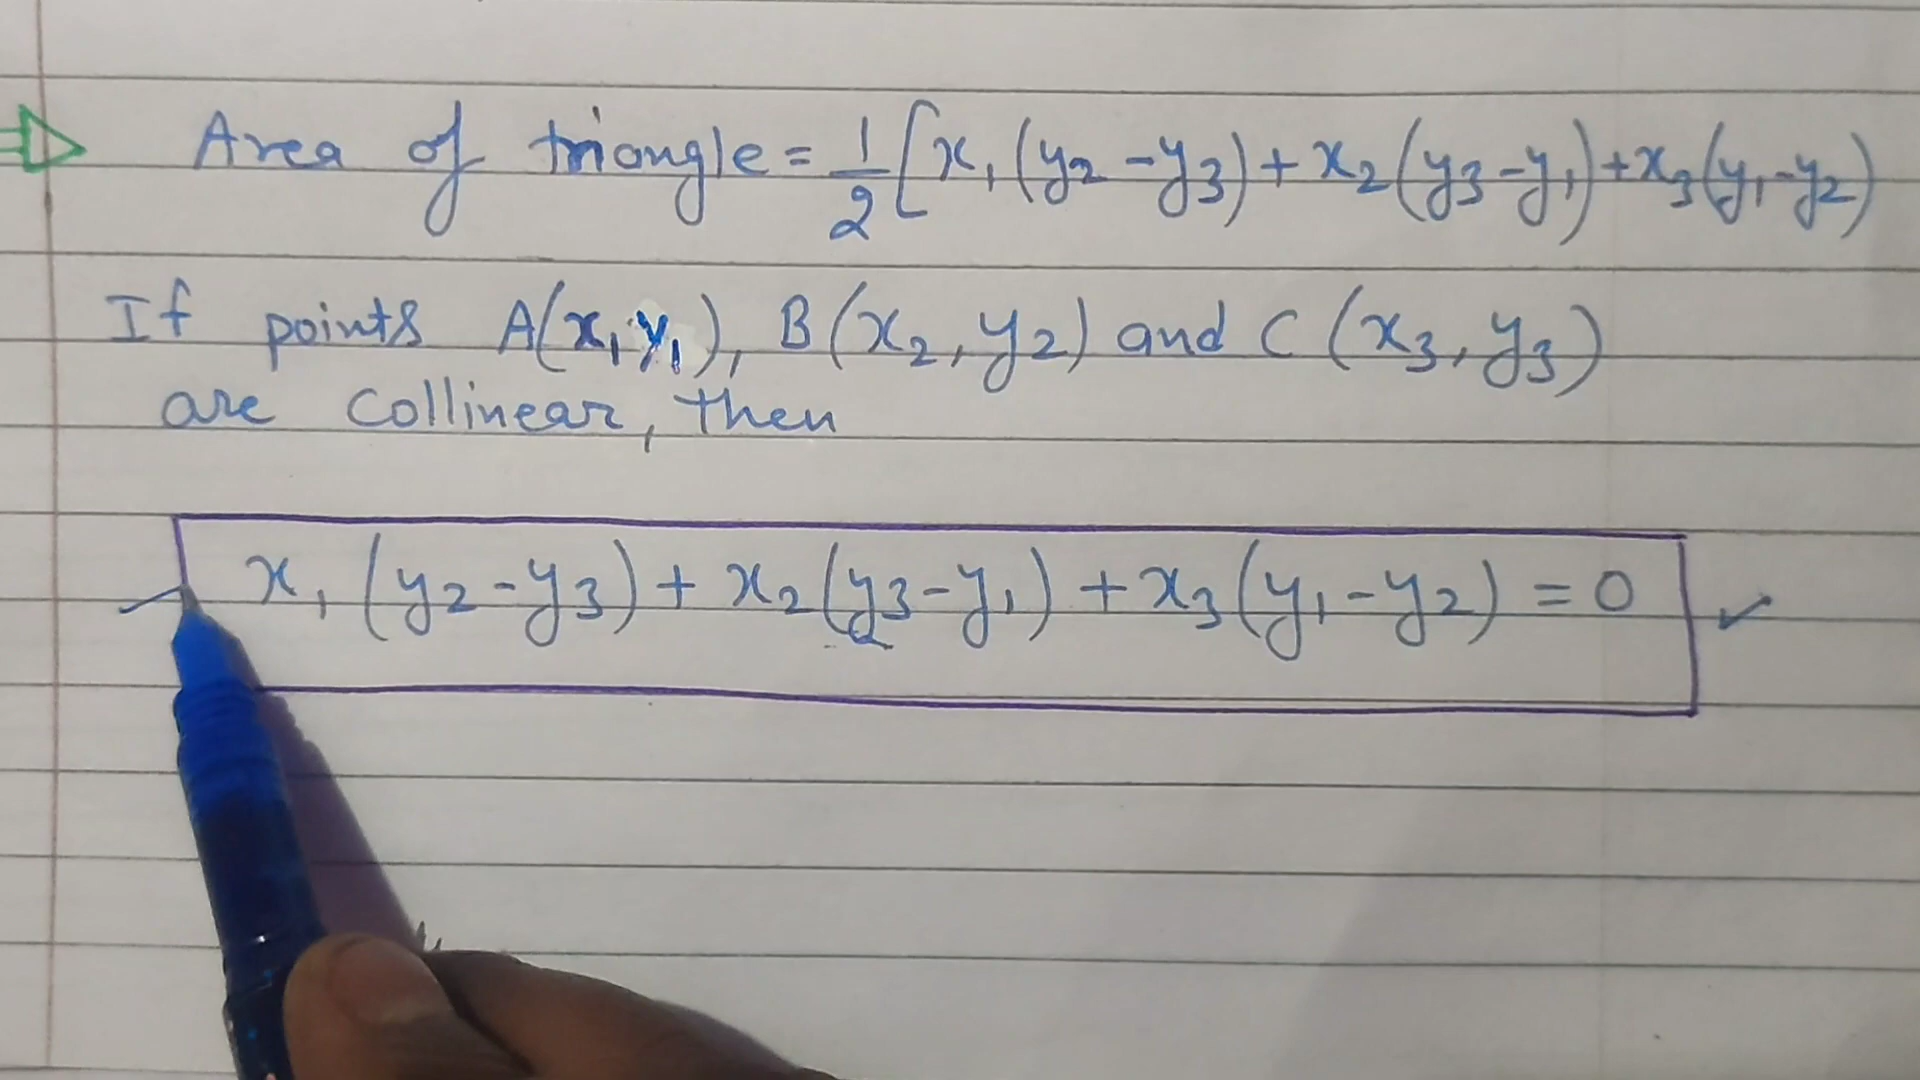 Area of triangle = 1/2 [x₁(y₂-y₃)+x₂(y₃-y₁)+x₃(y₁-y₂)
If points A(x₁,y₁), B(x₂,y₂) and C(x₃,y₃)
are collinear, then
x₁(y₂-y₃)+x₂(y₃-y₁)+x₃(y₁-y₂)=0